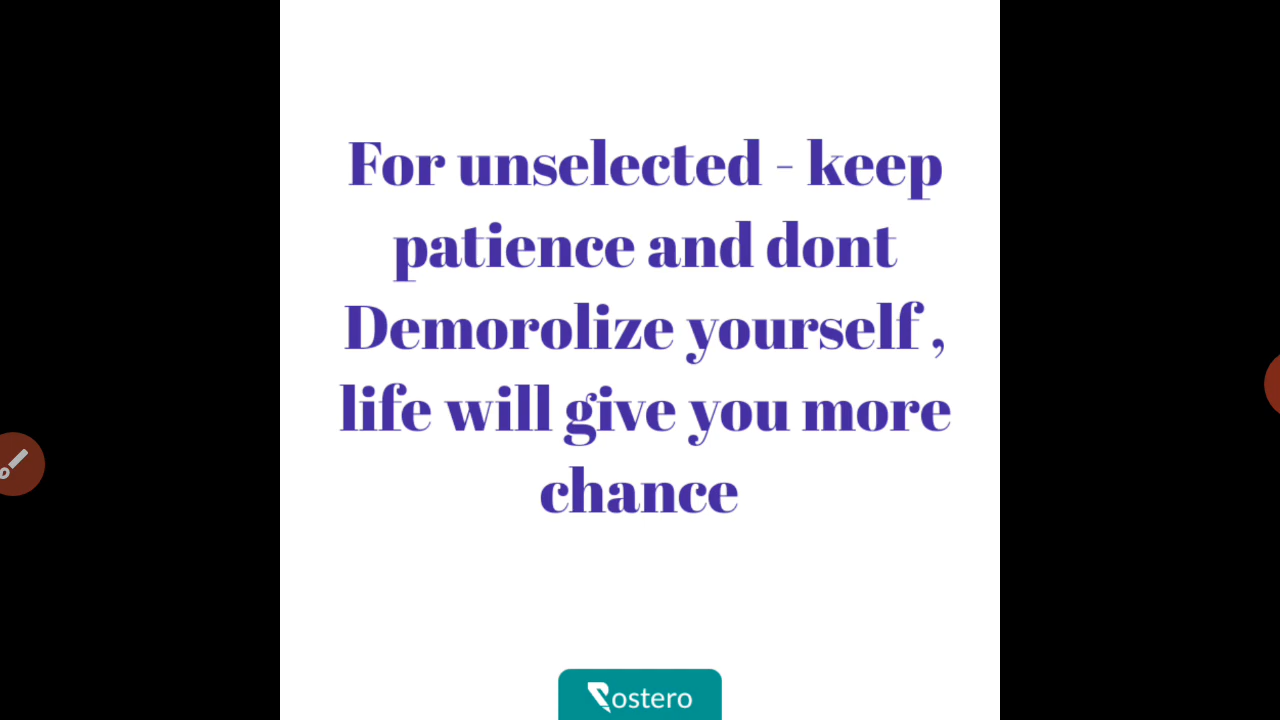 For unselected - keep
patience and dont
Demorolize yourself ,
life will give you more
chance
Postero